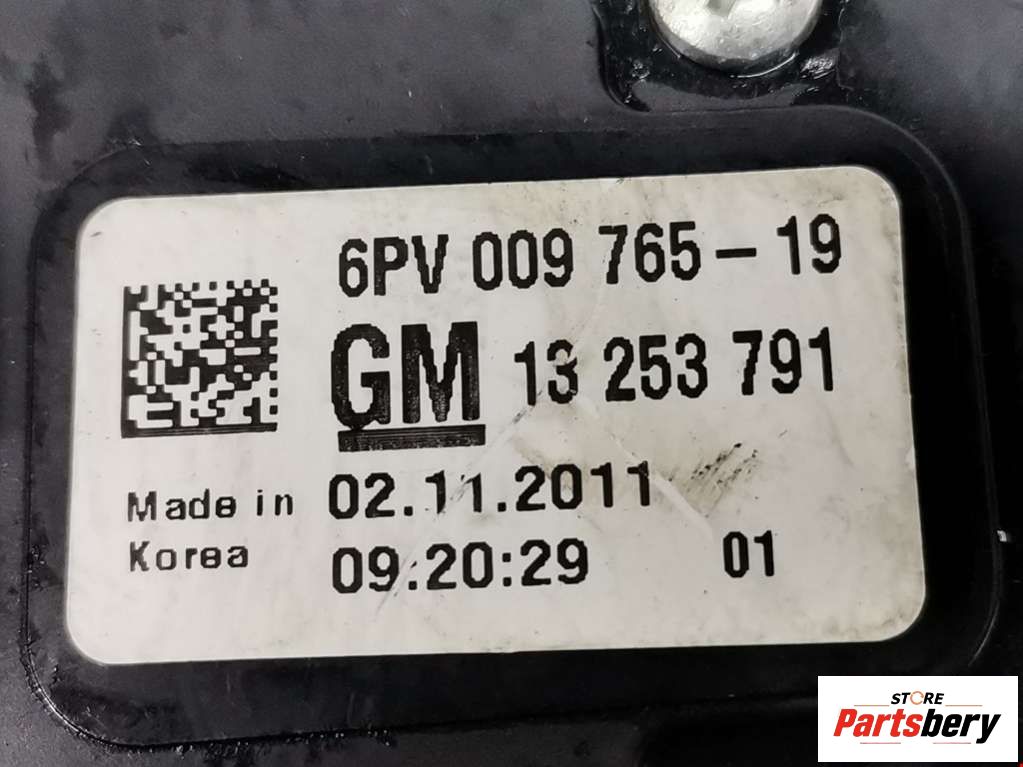 6PV 009 765-19
GM 13 253 791
Made in 02.11.2011
Korea 09:20:29 01
STORE
Partsbery